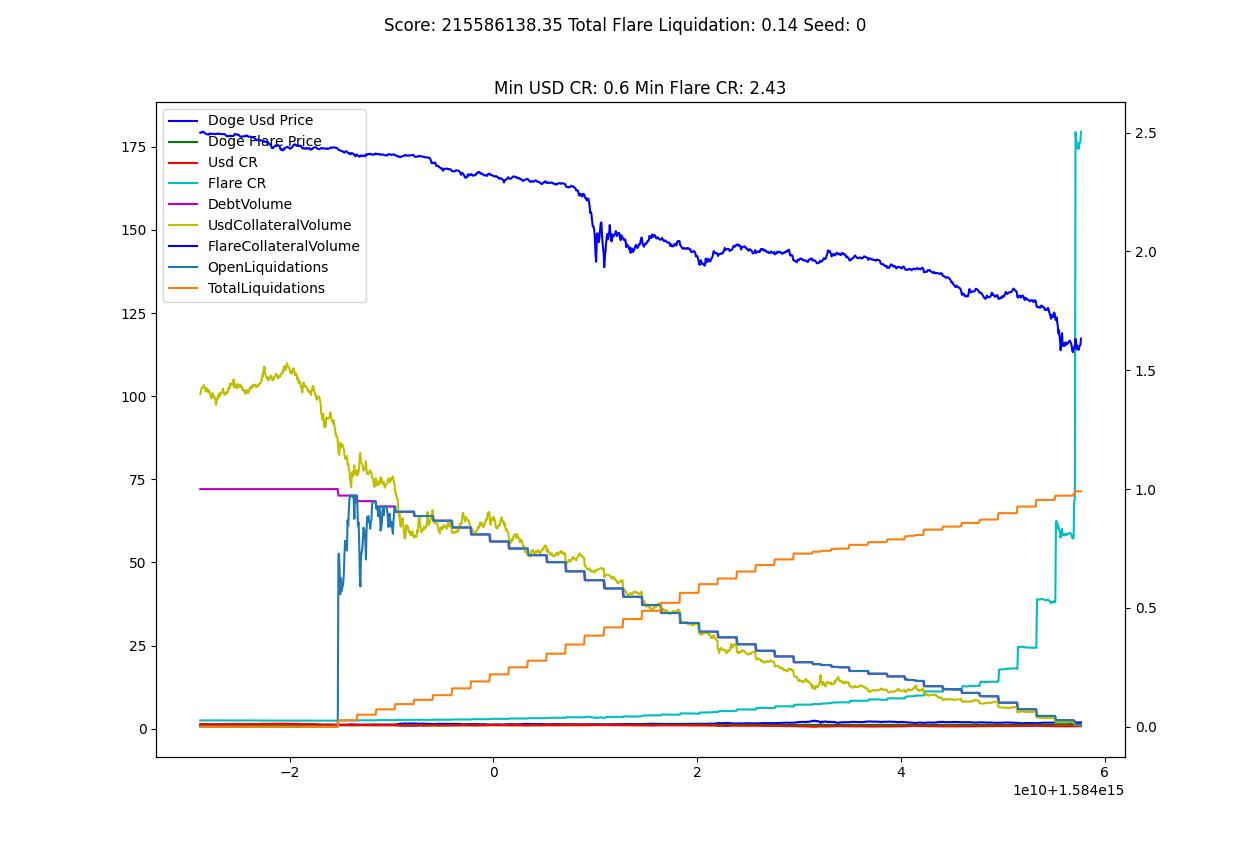 Score: 215586138.35 Total Flare Liquidation: 0.14 Seed: 0
Min USD CR: 0.6 Min Flare CR: 2.43
Doge Usd Price
Doge Flare Price
Usd CR
Flare CR
DebtVolume
UsdCollateralVolume
FlareCollateralVolume
OpenLiquidations
TotalLiquidations
175
150
125
100
75
50
25
0
2.5
2.0
1.5
1.0
0.5
0.0
−2
0
2
4
6
1e10+1.584e15